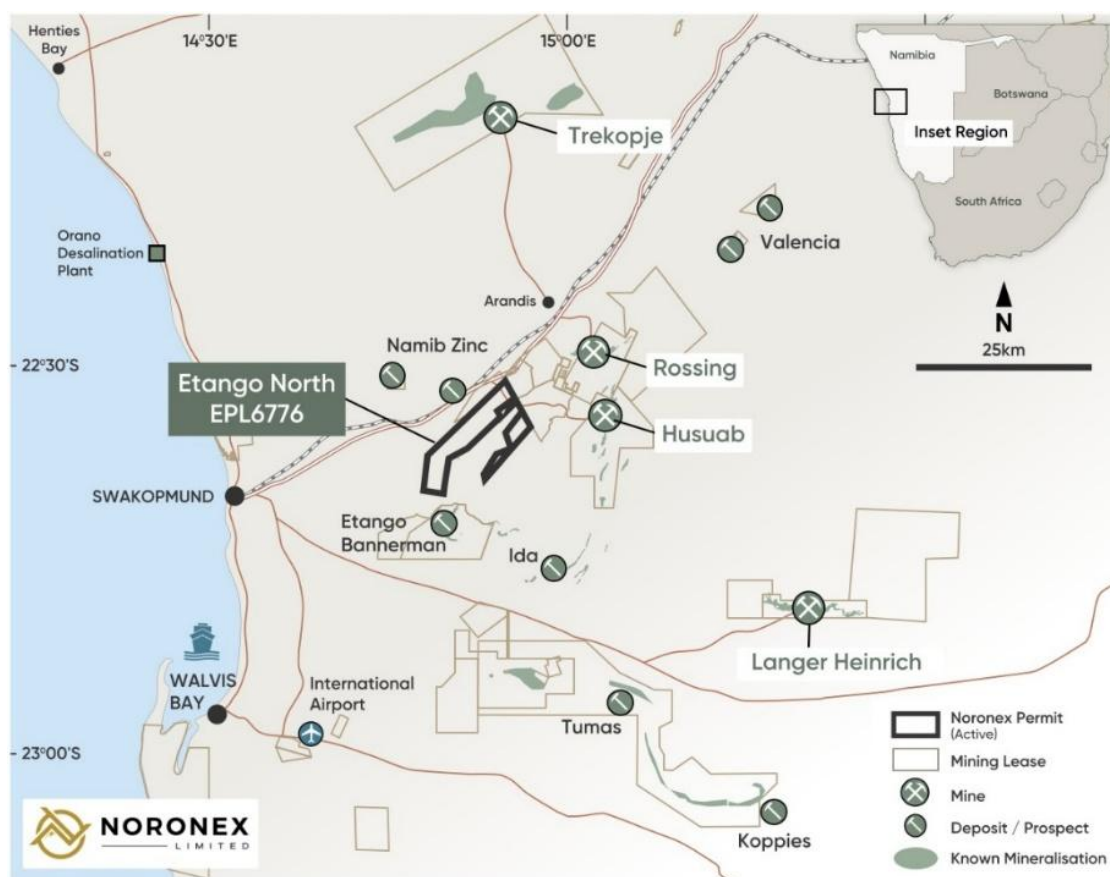 Henties
Bay
14°30'E
15°00'E
Namibia
Botswana
Inset Region
South Africa
Trekopje
Orano
Desalination
Plant
Valencia
Arandis
N
25km
22°30'S
Namib Zinc
Rossing
Etango North
EPL6776
Husuab
SWAKOPMUND
Etango
Bannerman
Ida
Langer Heinrich
WALVIS
BAY
International
Airport
Tumas
23°00'S
Koppies
Noronex Permit
(Active)
Mining Lease
Mine
Deposit / Prospect
Known Mineralisation
NORONEX
LIMITED